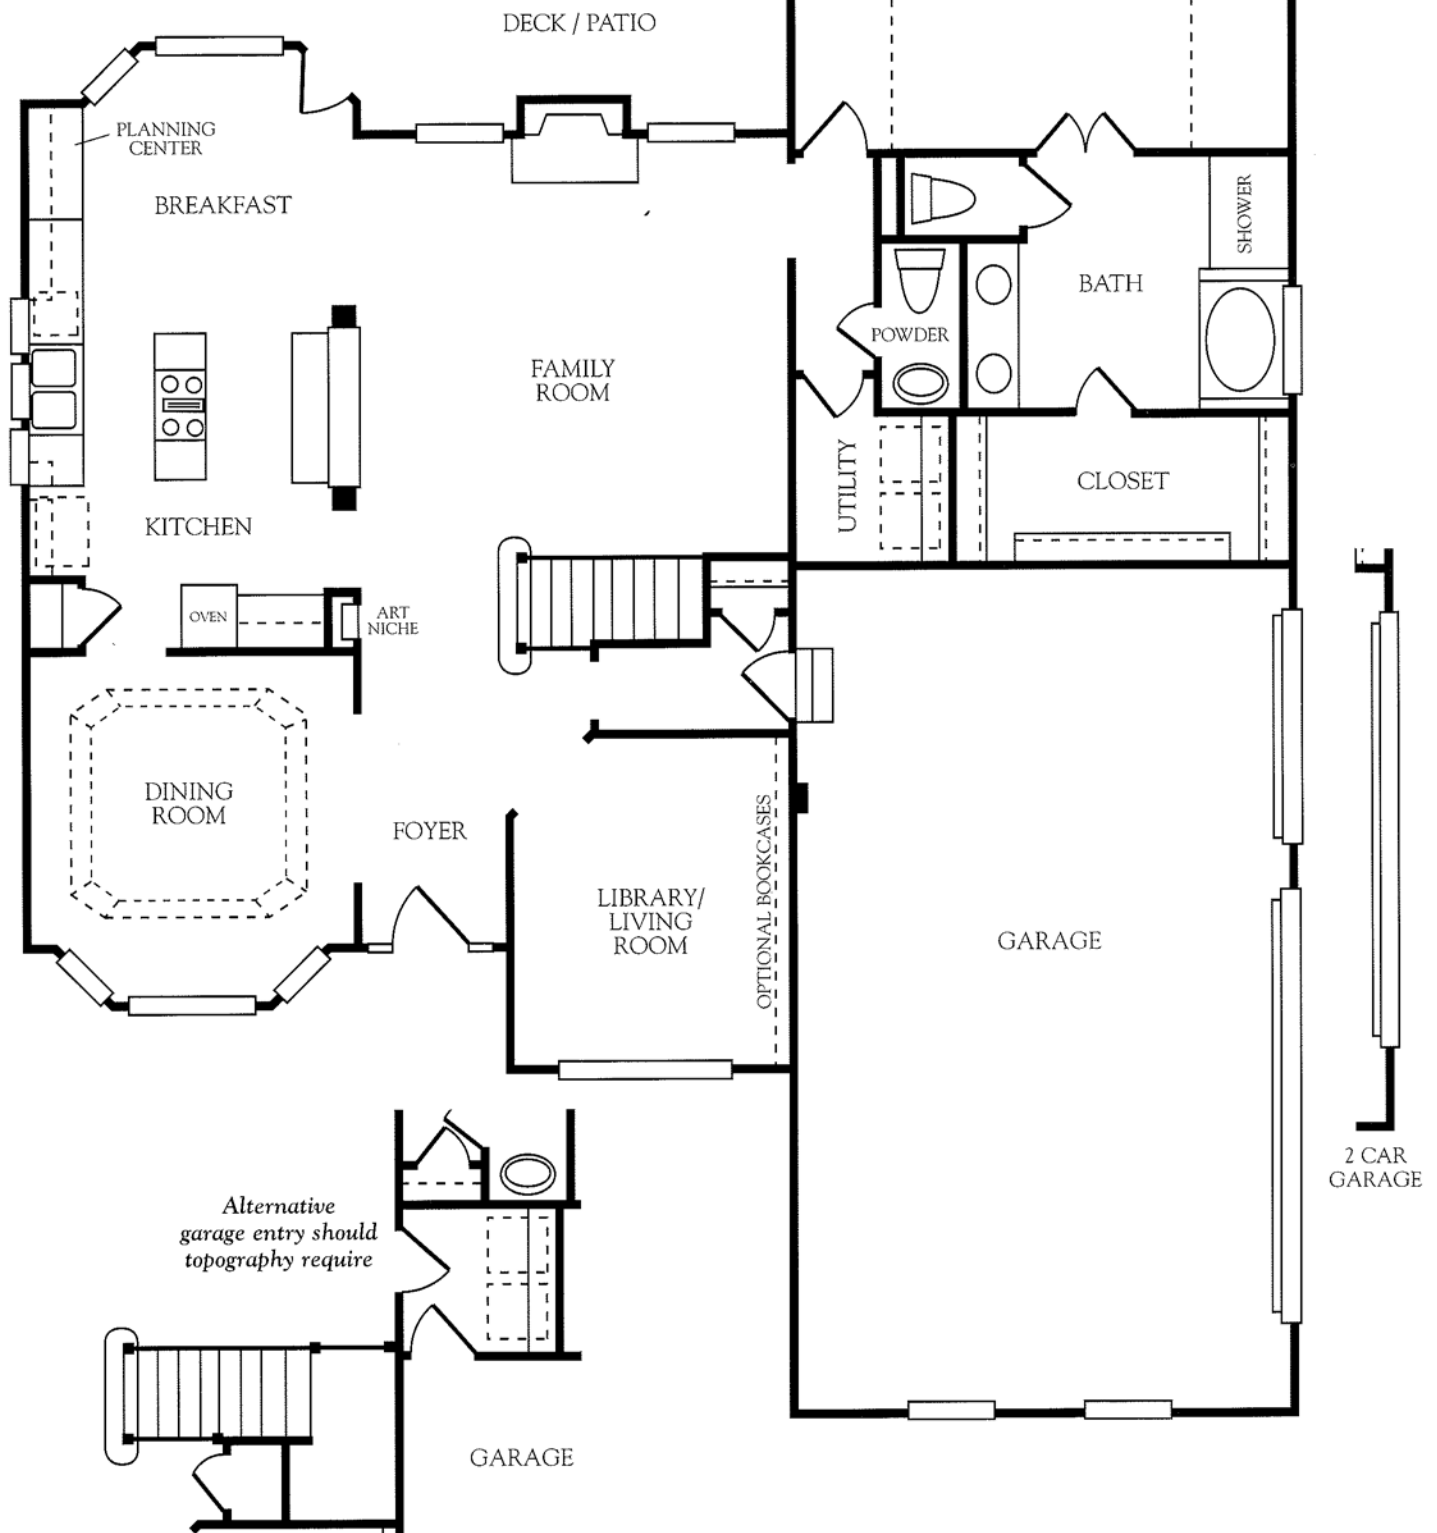 DECK / PATIO
PLANNING
CENTER
BREAKFAST
SHOWER
BATH
POWDER
FAMILY
ROOM
UTILITY
CLOSET
KITCHEN
OVEN
ART
NICHE
DINING
ROOM
FOYER
LIBRARY/
LIVING
ROOM
OPTIONAL BOOKCASES
GARAGE
2 CAR
GARAGE
Alternative
garage entry should
topography require
GARAGE